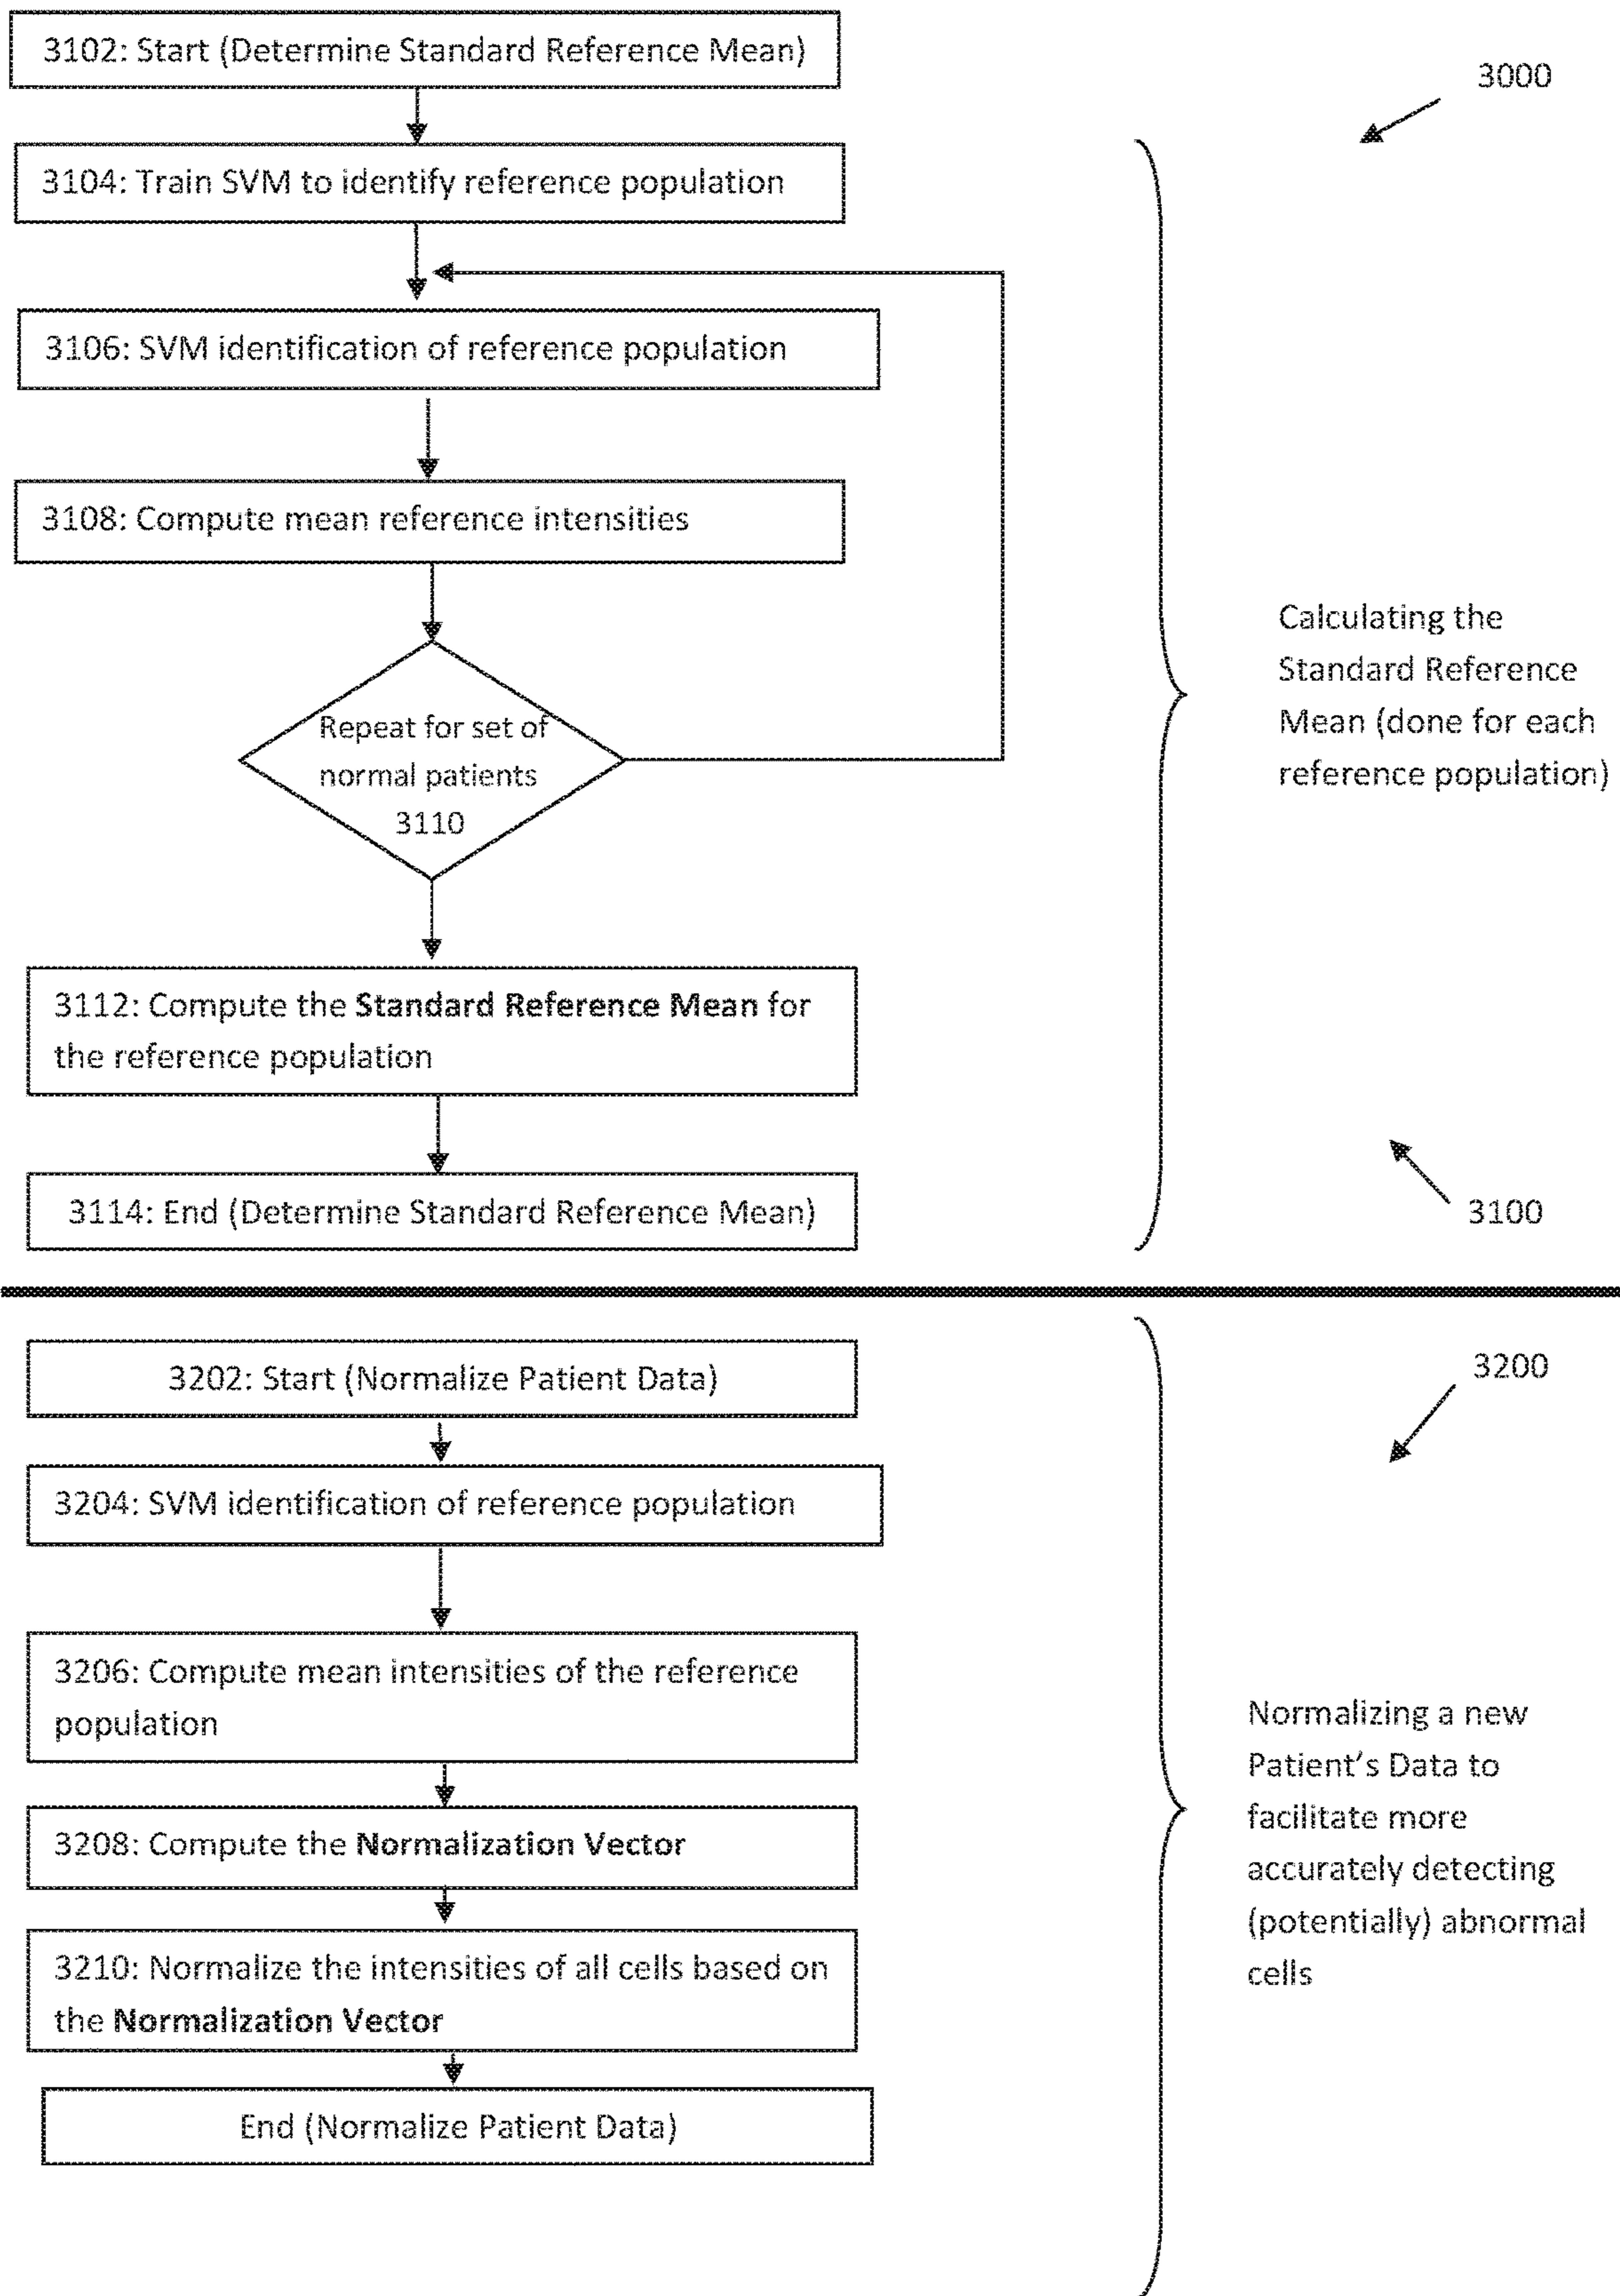 3102: Start (Determine Standard Reference Mean)
3000
3104: Train SVM to identify reference population
3106: SVM identification of reference population
3108: Compute mean reference intensities
Calculating the
Standard Reference
Mean (done for each
reference population)
Repeat for set of
normal patients
3110
3112: Compute the Standard Reference Mean for
the reference population
3114: End (Determine Standard Reference Mean)
3100
3202: Start (Normalize Patient Data)
3200
3204: SVM identification of reference population
3206: Compute mean intensities of the reference
population
Normalizing a new
Patient's Data to
facilitate more
accurately detecting
(potentially) abnormal
cells
3208: Compute the Normalization Vector
3210: Normalize the intensities of all cells based on
the Normalization Vector
End (Normalize Patient Data)